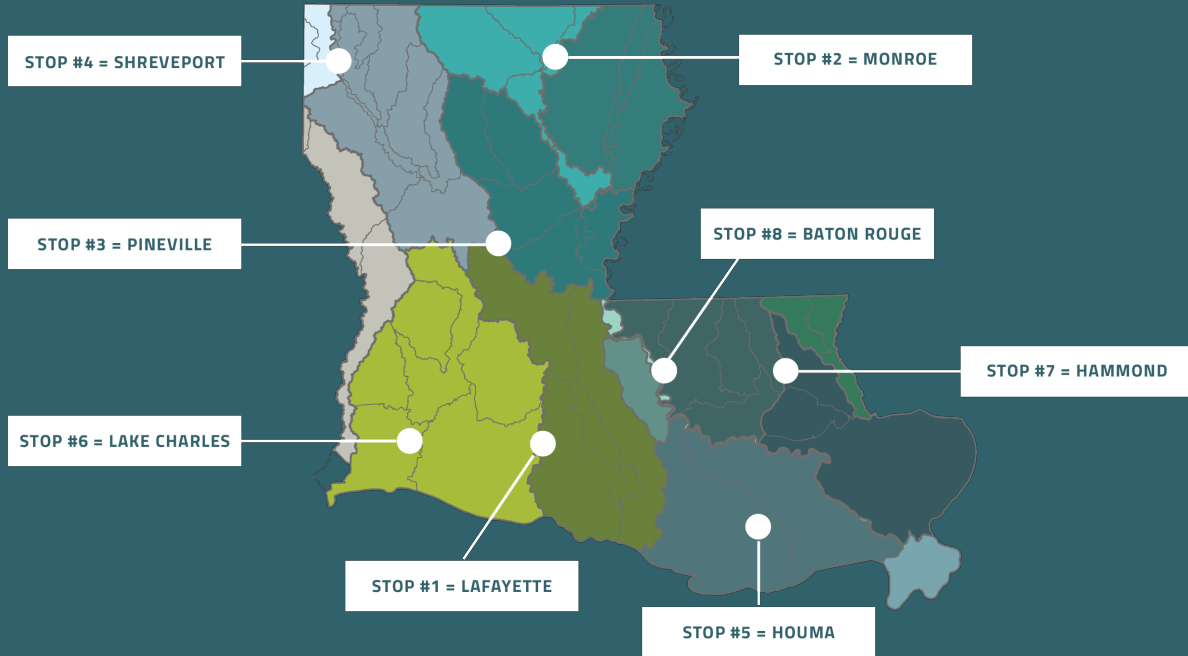 STOP #4 = SHREVEPORT
STOP #2 = MONROE
STOP #3 = PINEVILLE
STOP #8 = BATON ROUGE
STOP #7 = HAMMOND
STOP #6 = LAKE CHARLES
STOP #1 = LAFAYETTE
STOP #5 = HOUMA